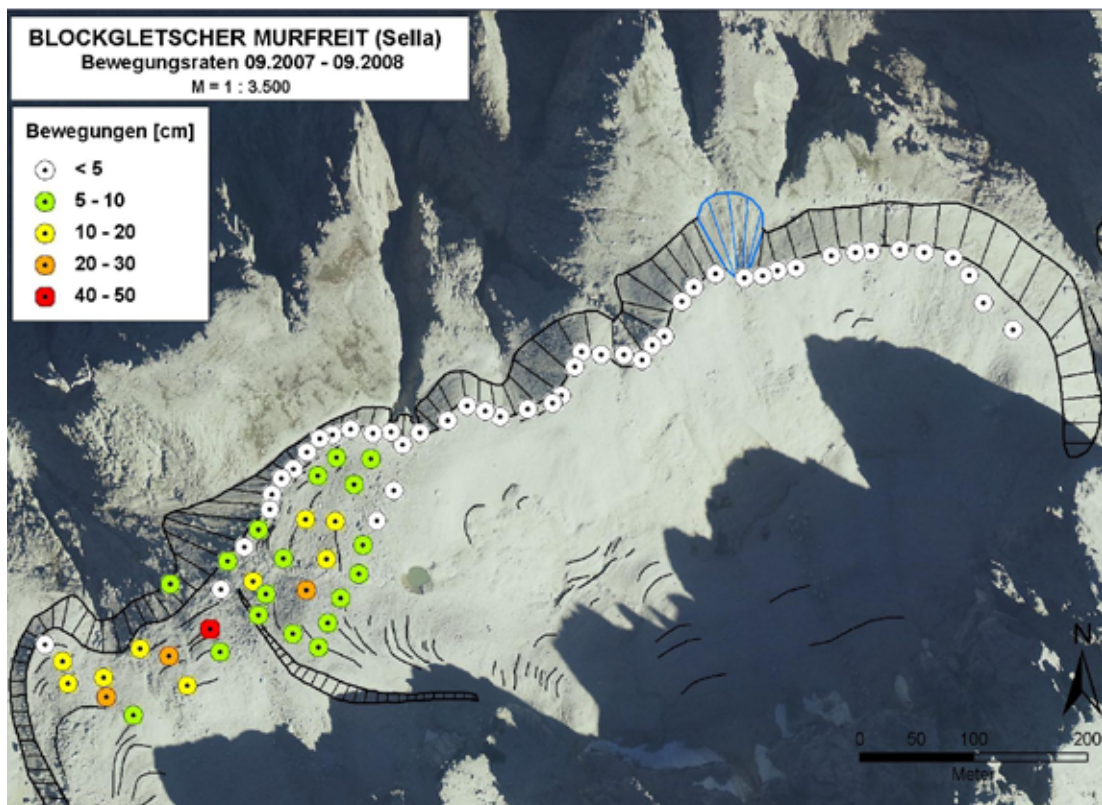 BLOCKGLETSCHER MURFREIT (Sella)
Bewegungsraten 09.2007 - 09.2008
M = 1 : 3.500
Bewegungen [cm]
< 5
5 - 10
10 - 20
20 - 30
40 - 50
N
0 50 100 200
Meter